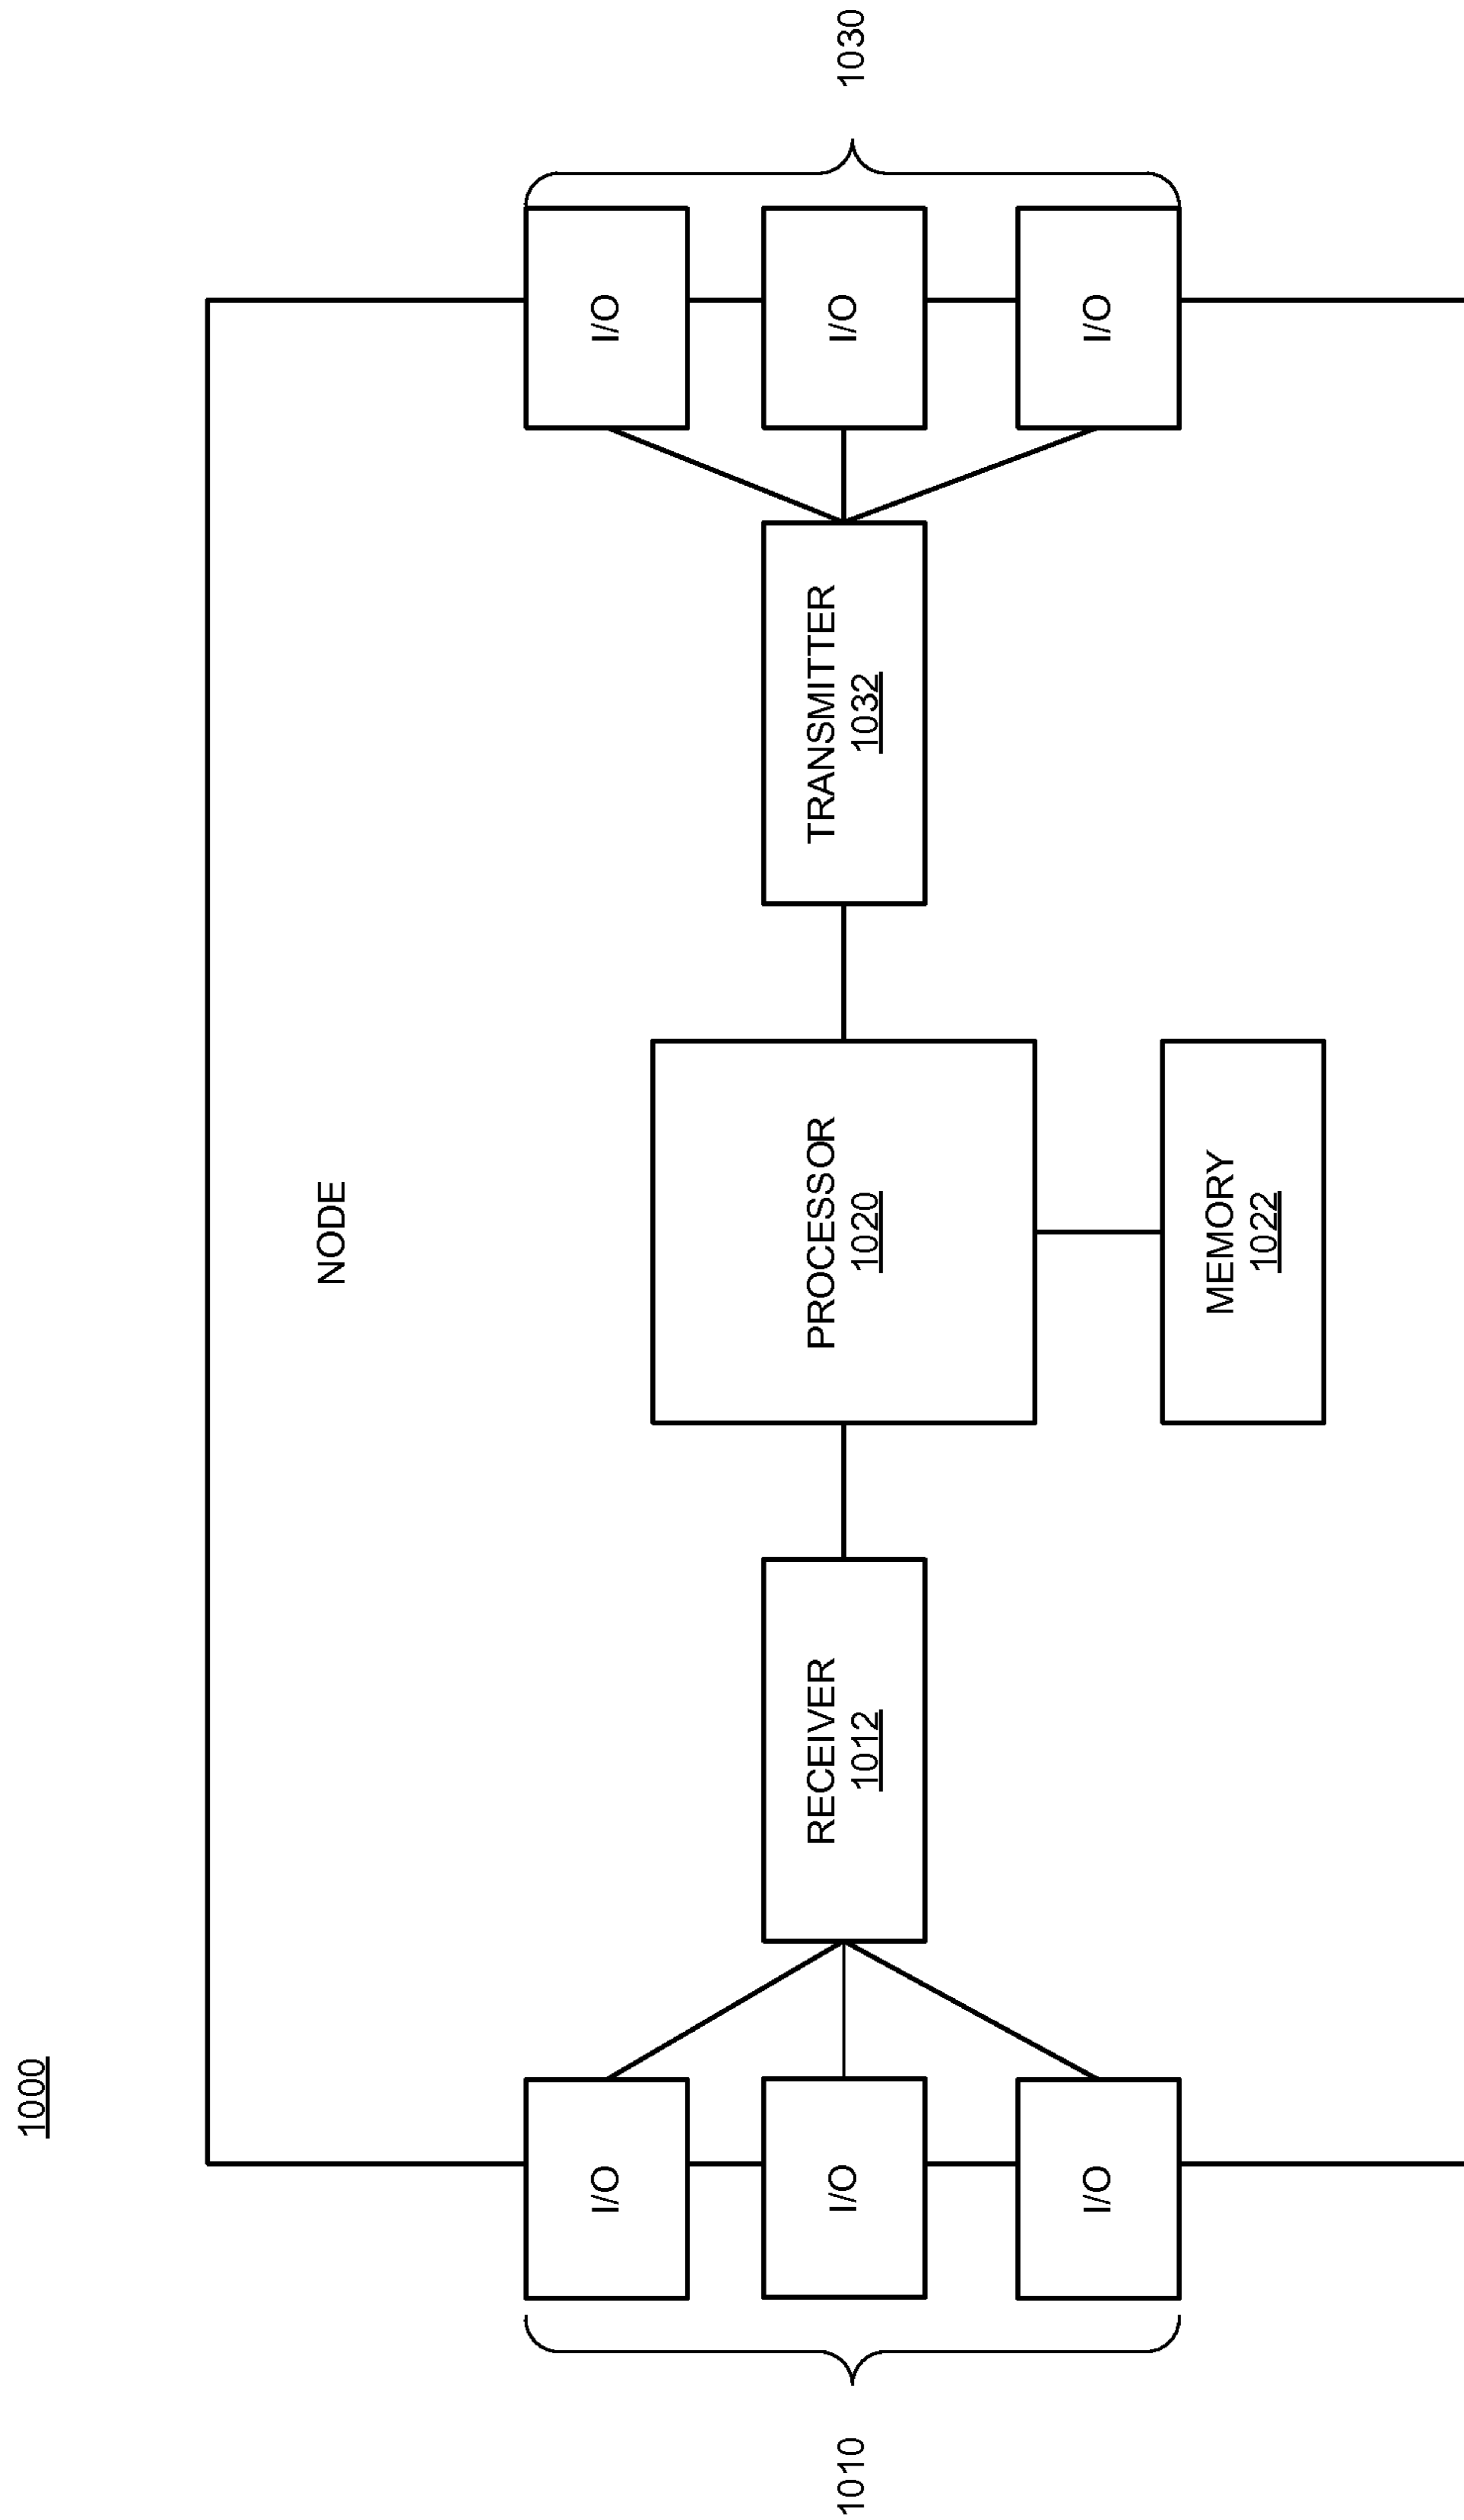 1000
NODE
I/O
I/O
I/O
1010
RECEIVER
1012
PROCESSOR
1020
MEMORY
1022
TRANSMITTER
1032
I/O
I/O
I/O
1030